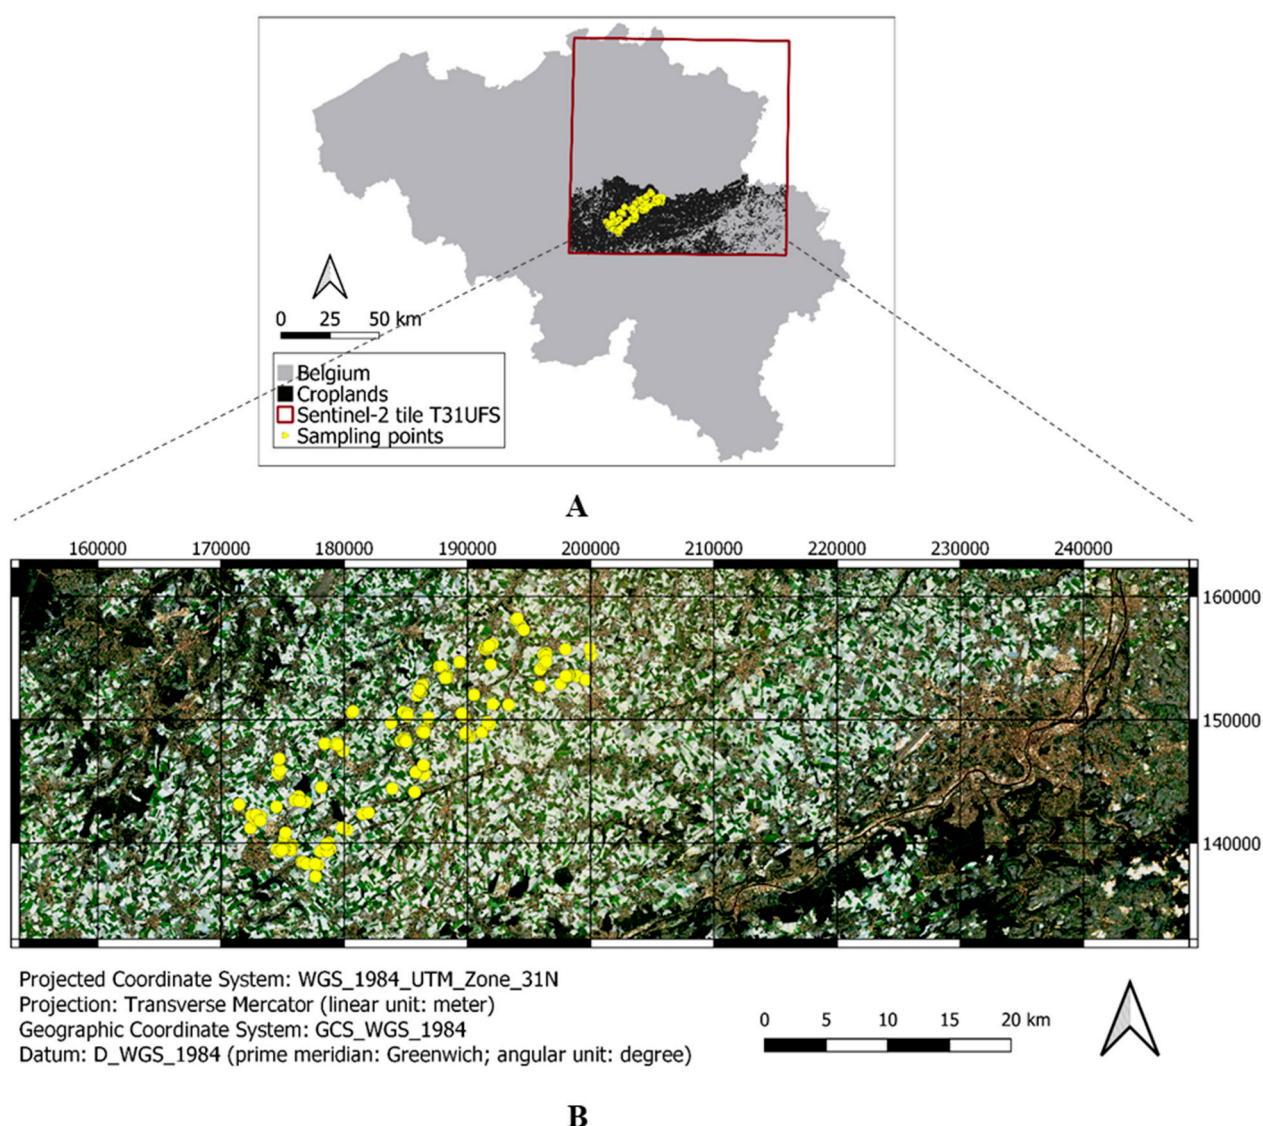 0 25 50 km
Belgium
Croplands
Sentinel-2 tile T31UFS
Sampling points
A
160000 170000 180000 190000 200000 210000 220000 230000 240000
160000
150000
140000
Projected Coordinate System: WGS_1984_UTM_Zone_31N
Projection: Transverse Mercator (linear unit: meter)
Geographic Coordinate System: GCS_WGS_1984
Datum: D_WGS_1984 (prime meridian: Greenwich; angular unit: degree)
0 5 10 15 20 km
B